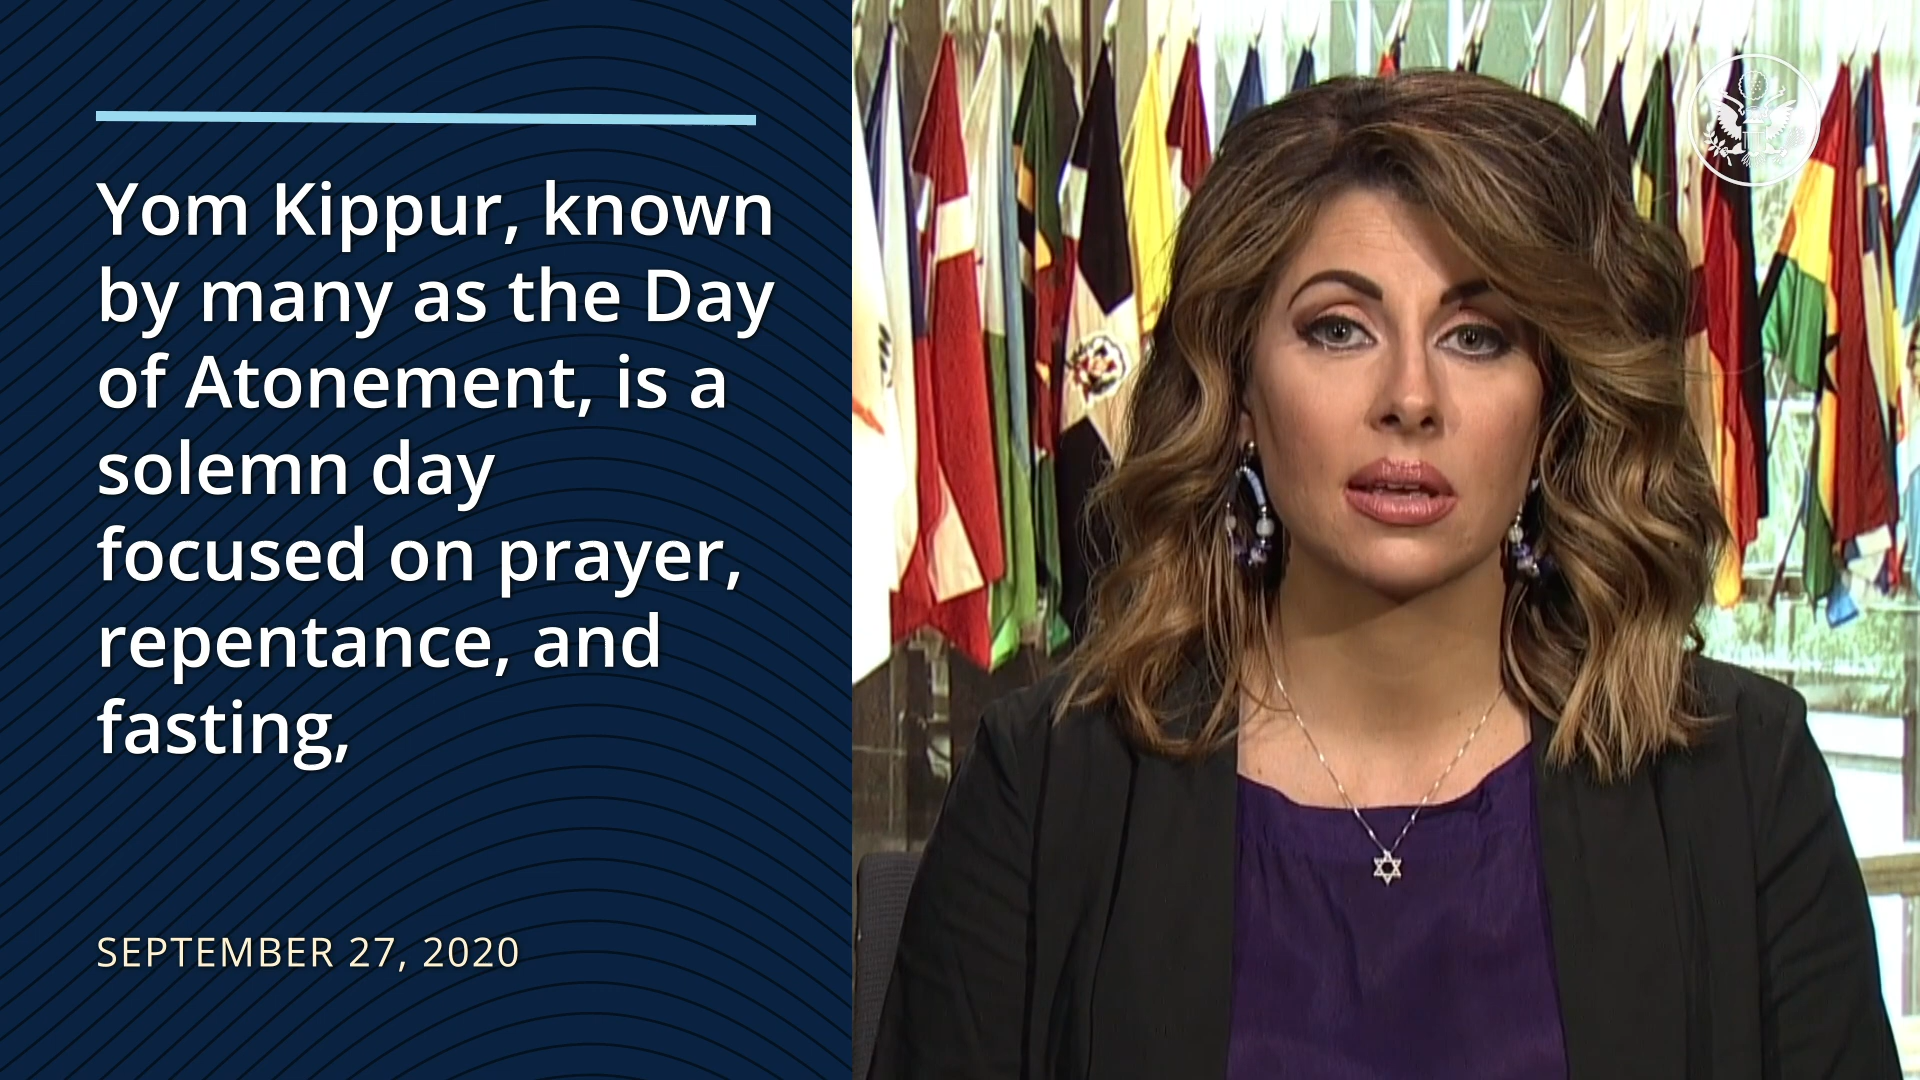 Yom Kippur, known
by many as the Day
of Atonement, is a
solemn day
focused on prayer,
repentance, and
fasting,
SEPTEMBER 27, 2020